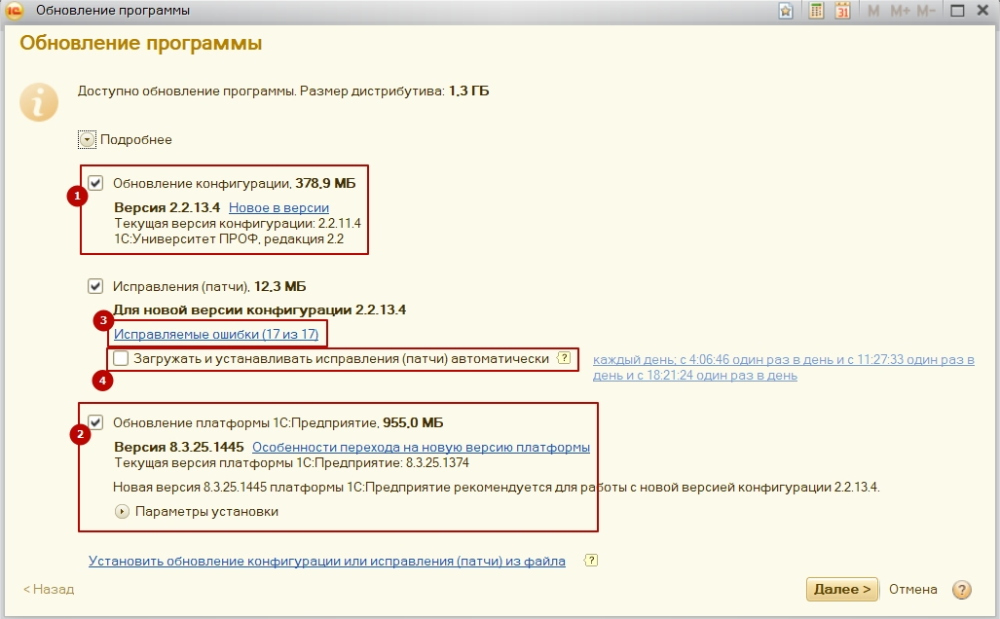 1С Обновление программы 31 M M+ M-
Обновление программы
i
Доступно обновление программы. Размер дистрибутива: 1,3 ГБ
Подробнее
1
Обновление конфигурации, 378,9 МБ
Версия 2.2.13.4 Новое в версии
Текущая версия конфигурации: 2.2.11.4
1С:Университет ПРОФ, редакция 2.2
Исправления (патчи), 12,3 МБ
Для новой версии конфигурации 2.2.13.4
3
Исправляемые ошибки (17 из 17)
Загружать и устанавливать исправления (патчи) автоматически ? каждый день; с 4:06:46 один раз в день и с 11:27:33 один раз в
день и с 18:21:24 один раз в день
4
2
Обновление платформы 1С:Предприятие, 955,0 МБ
Версия 8.3.25.1445 Особенности перехода на новую версию платформы
Текущая версия платформы 1С:Предприятие: 8.3.25.1374
Новая версия 8.3.25.1445 платформы 1С:Предприятие рекомендуется для работы с новой версией конфигурации 2.2.13.4.
Параметры установки
Установить обновление конфигурации или исправления (патчи) из файла ?
< Назад Далее > Отмена ?